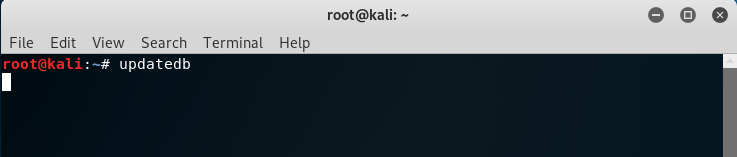 root@kali: ~
File Edit View Search Terminal Help
root@kali:~# updatedb